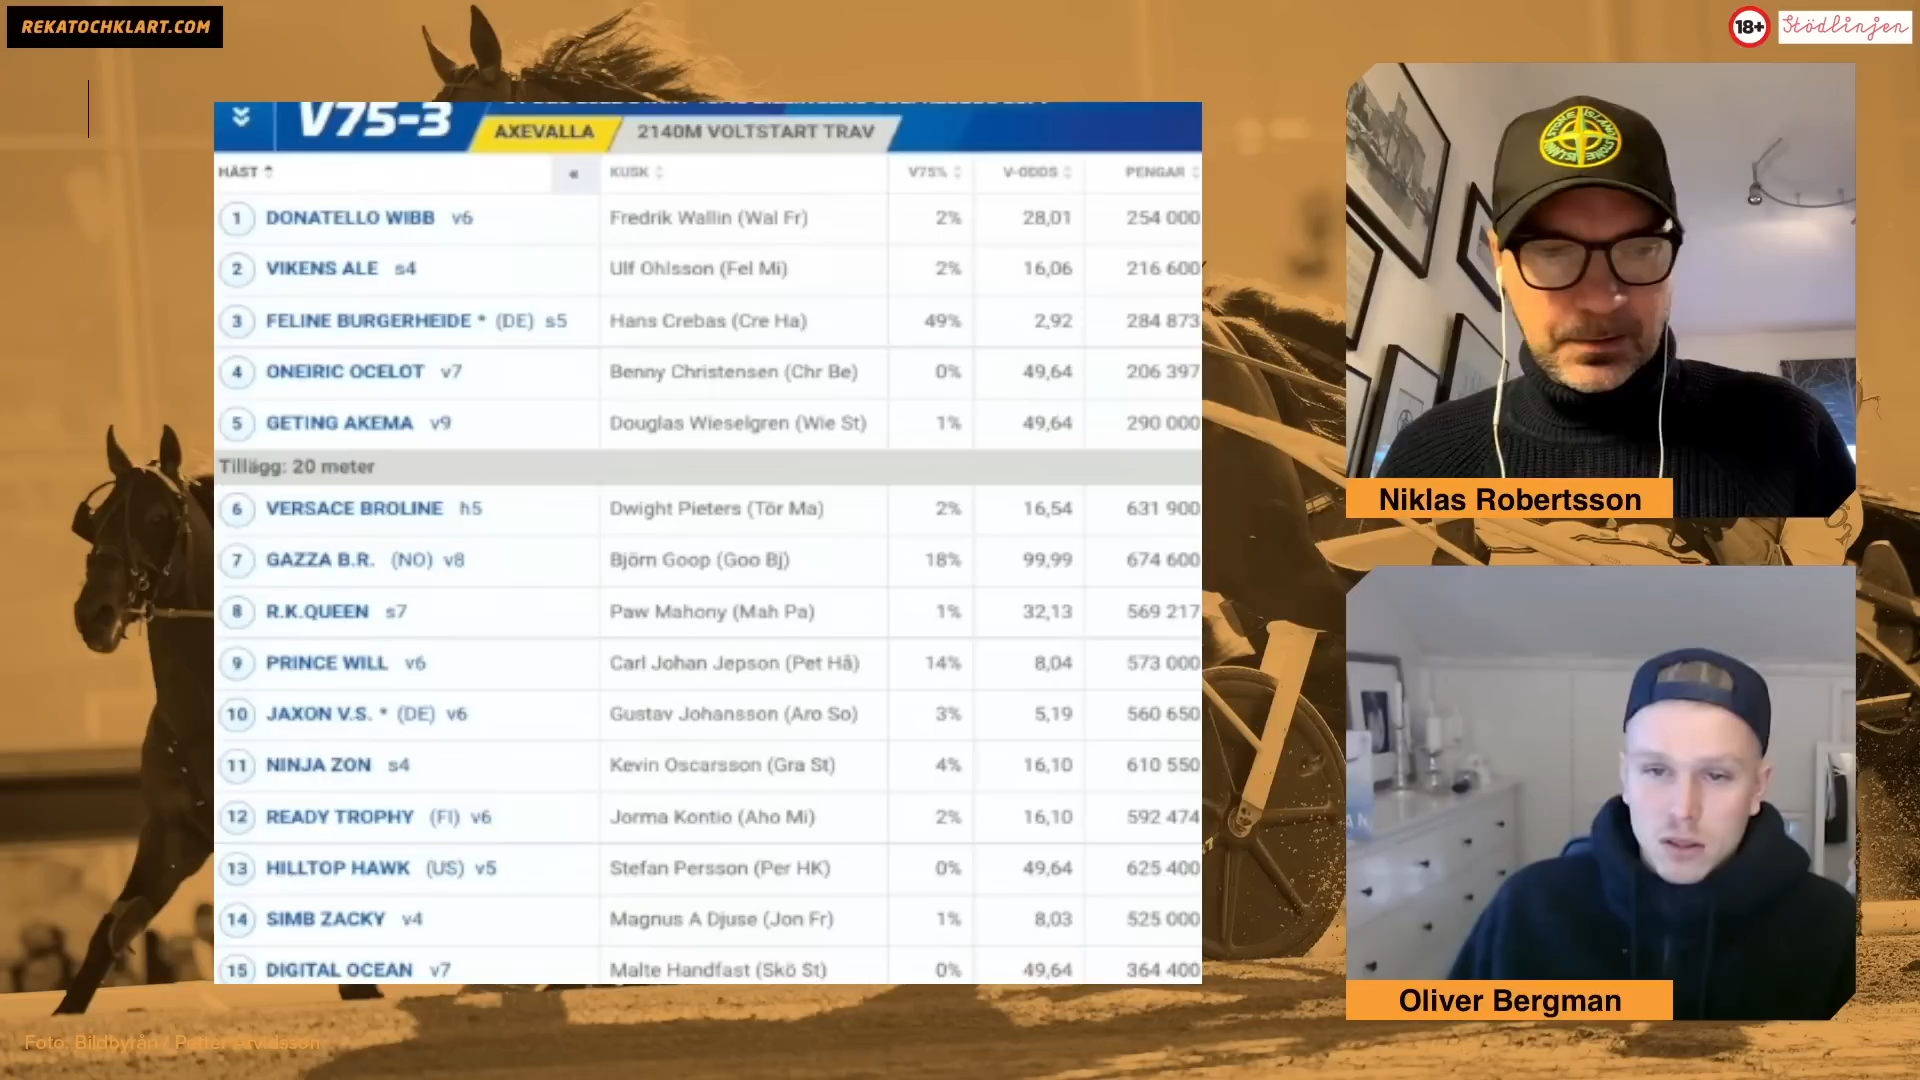 REKATOCHKLART.COM
18+ Stödlinjen
V75-3
AXEVALLA 2140M VOLTSTART TRAV
HÄST « KUSK V75% V-ODDS PENGAR
1 DONATELLO WIBB v6 Fredrik Wallin (Wal Fr) 2% 28,01 254 000
2 VIKENS ALE s4 Ulf Ohlsson (Fel Mi) 2% 16,06 216 600
3 FELINE BURGERHEIDE * (DE) s5 Hans Crebas (Cre Ha) 49% 2,92 284 873
4 ONEIRIC OCELOT v7 Benny Christensen (Chr Be) 0% 49,64 206 397
5 GETING AKEMA v9 Douglas Wieselgren (Wie St) 1% 49,64 290 000
Tillägg: 20 meter
6 VERSACE BROLINE h5 Dwight Pieters (Tör Ma) 2% 16,54 631 900
7 GAZZA B.R. (NO) v8 Björn Goop (Goo Bj) 18% 99,99 674 600
8 R.K.QUEEN s7 Paw Mahony (Mah Pa) 1% 32,13 569 217
9 PRINCE WILL v6 Carl Johan Jepson (Pet Hå) 14% 8,04 573 000
10 JAXON V.S. * (DE) v6 Gustav Johansson (Aro So) 3% 5,19 560 650
11 NINJA ZON s4 Kevin Oscarsson (Gra St) 4% 16,10 610 550
12 READY TROPHY (FI) v6 Jorma Kontio (Aho Mi) 2% 16,10 592 474
13 HILLTOP HAWK (US) v5 Stefan Persson (Per HK) 0% 49,64 625 400
14 SIMB ZACKY v4 Magnus A Djuse (Jon Fr) 1% 8,03 525 000
15 DIGITAL OCEAN v7 Malte Handfast (Skö St) 0% 49,64 364 400
STONE ISLAND
Niklas Robertsson
Oliver Bergman
Foto: Bildbyrån / Petter Arvidsson